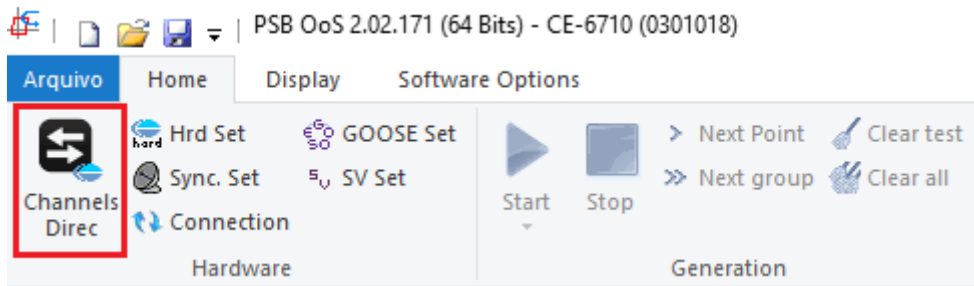 PSB OoS 2.02.171 (64 Bits) - CE-6710 (0301018)
Arquivo Home Display Software Options
Hrd Set GOOSE Set > Next Point Clear test
hard
Sync. Set SV Set >> Next group Clear all
Channels Direc Connection Start Stop
Hardware Generation